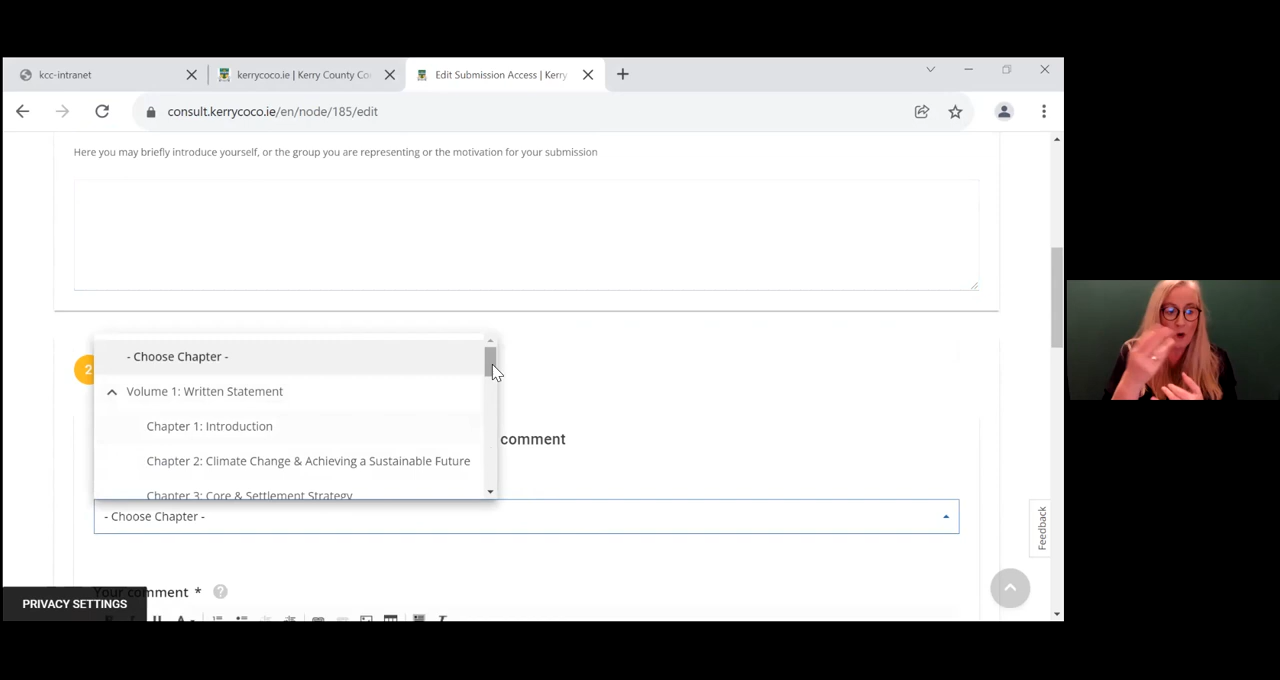 kcc-intranet
kerrycoco.ie | Kerry County Co
Edit Submission Access | Kerry
consult.kerrycoco.ie/en/node/185/edit
Here you may briefly introduce yourself, or the group you are representing or the motivation for your submission
- Choose Chapter -
2
Volume 1: Written Statement
Chapter 1: Introduction
comment
Chapter 2: Climate Change & Achieving a Sustainable Future
Chapter 3: Core & Settlement Strategy
- Choose Chapter -
Feedback
Your comment * ?
PRIVACY SETTINGS